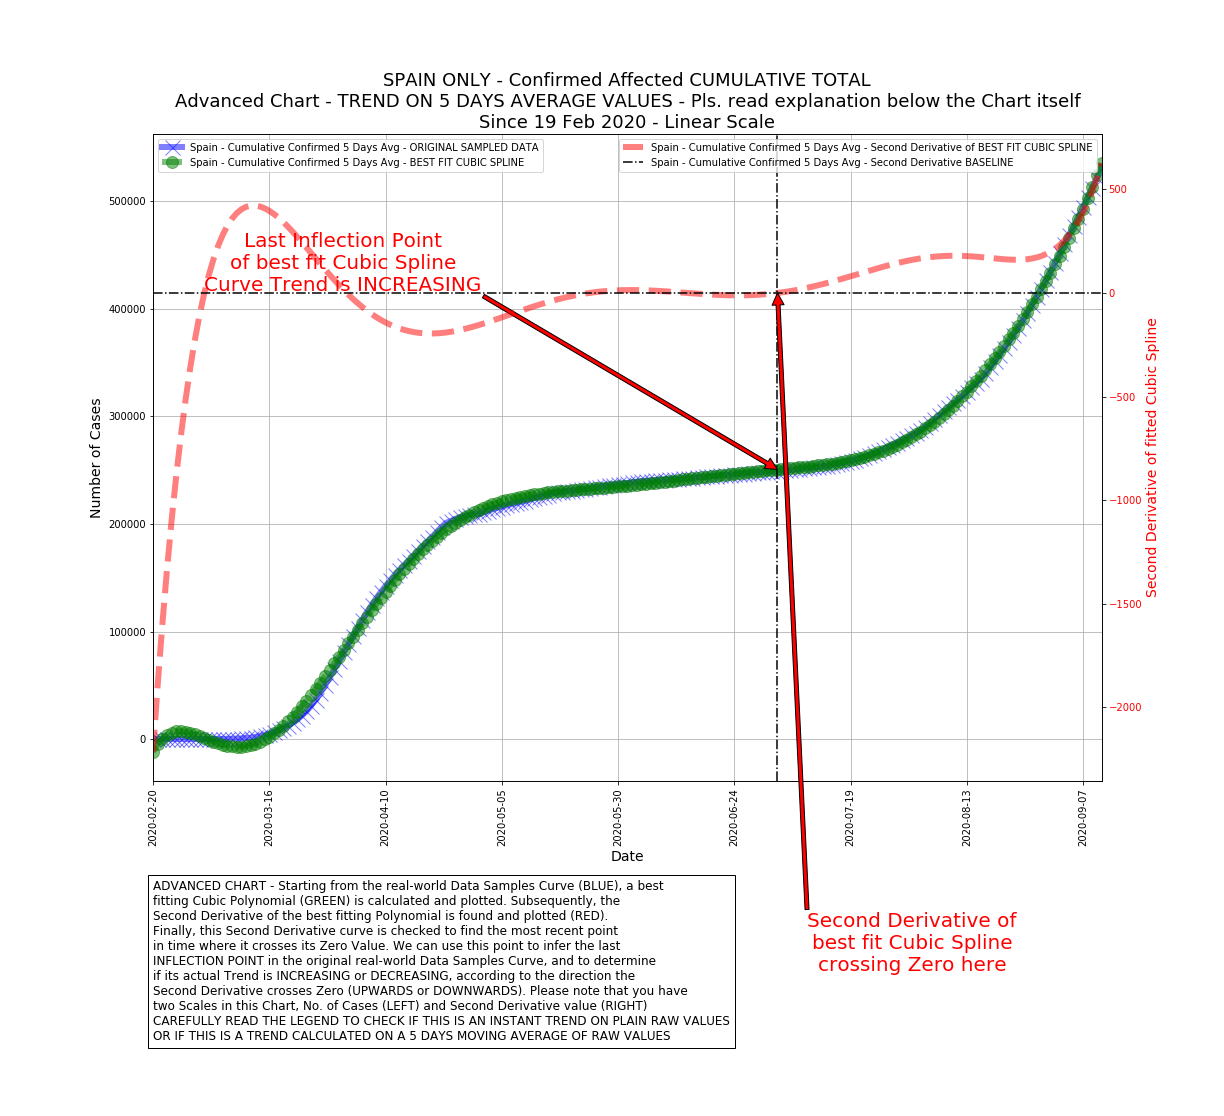 SPAIN ONLY - Confirmed Affected CUMULATIVE TOTAL
Advanced Chart - TREND ON 5 DAYS AVERAGE VALUES - Pls. read explanation below the Chart itself
Since 19 Feb 2020 - Linear Scale
Spain - Cumulative Confirmed 5 Days Avg - ORIGINAL SAMPLED DATA
Spain - Cumulative Confirmed 5 Days Avg - BEST FIT CUBIC SPLINE
Spain - Cumulative Confirmed 5 Days Avg - Second Derivative of BEST FIT CUBIC SPLINE
Spain - Cumulative Confirmed 5 Days Avg - Second Derivative BASELINE
Last Inflection Point
of best fit Cubic Spline
Curve Trend is INCREASING
Number of Cases
500000
400000
300000
200000
100000
0
500
0
−500
−1000
−1500
−2000
Second Derivative of fitted Cubic Spline
2020-02-20
2020-03-16
2020-04-10
2020-05-05
2020-05-30
2020-06-24
2020-07-19
2020-08-13
2020-09-07
Date
ADVANCED CHART - Starting from the real-world Data Samples Curve (BLUE), a best
fitting Cubic Polynomial (GREEN) is calculated and plotted. Subsequently, the
Second Derivative of the best fitting Polynomial is found and plotted (RED).
Finally, this Second Derivative curve is checked to find the most recent point
in time where it crosses its Zero Value. We can use this point to infer the last
INFLECTION POINT in the original real-world Data Samples Curve, and to determine
if its actual Trend is INCREASING or DECREASING, according to the direction the
Second Derivative crosses Zero (UPWARDS or DOWNWARDS). Please note that you have
two Scales in this Chart, No. of Cases (LEFT) and Second Derivative value (RIGHT)
CAREFULLY READ THE LEGEND TO CHECK IF THIS IS AN INSTANT TREND ON PLAIN RAW VALUES
OR IF THIS IS A TREND CALCULATED ON A 5 DAYS MOVING AVERAGE OF RAW VALUES
Second Derivative of
best fit Cubic Spline
crossing Zero here